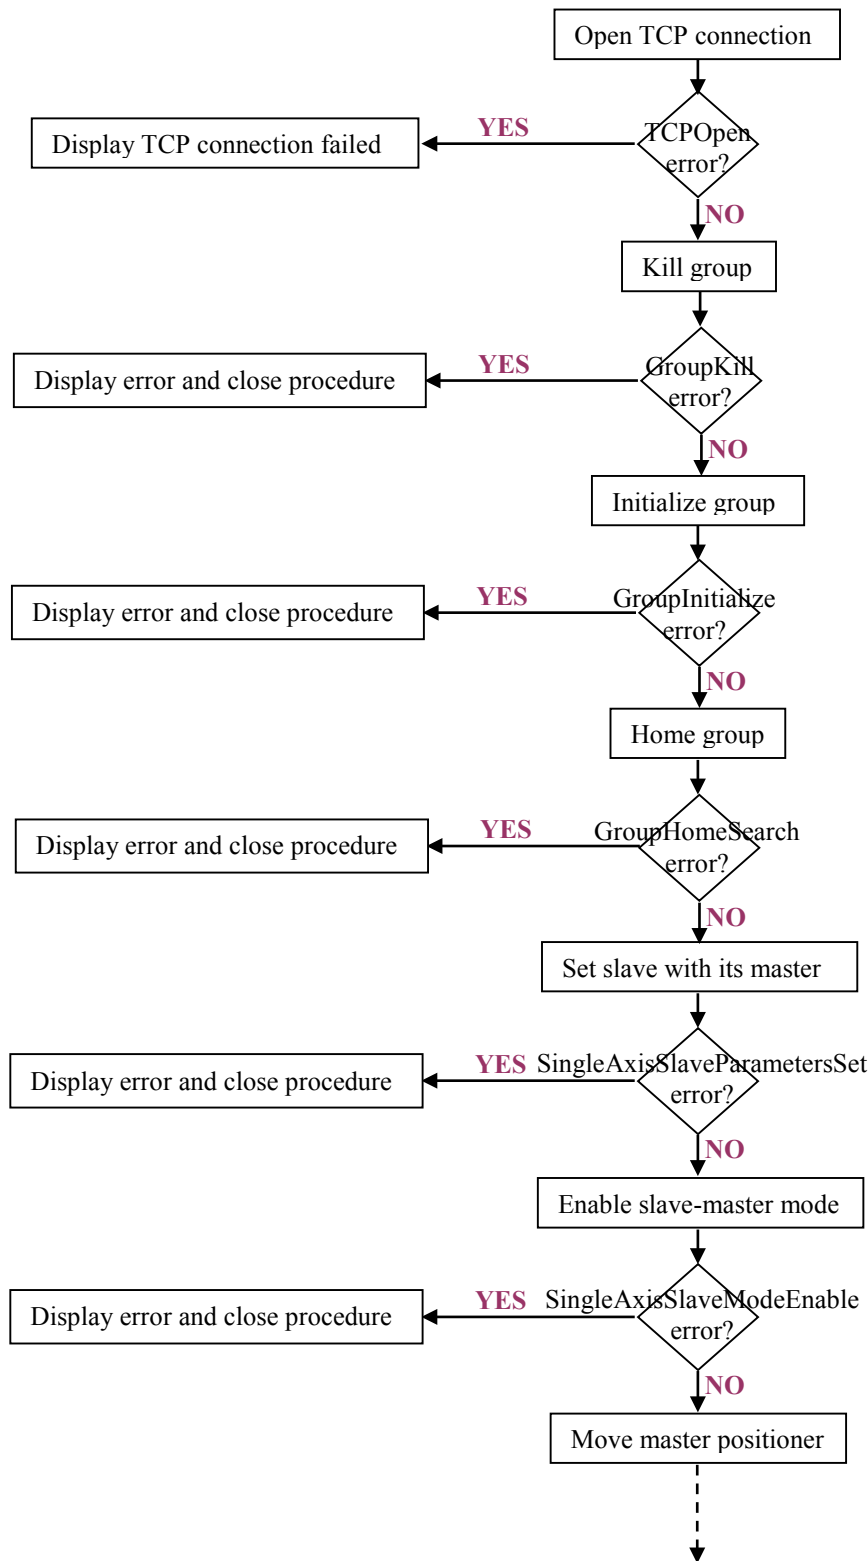 Open TCP connection
TCPOpen
error?
YES
Display TCP connection failed
NO
Kill group
GroupKill
error?
YES
Display error and close procedure
NO
Initialize group
GroupInitialize
error?
YES
Display error and close procedure
NO
Home group
GroupHomeSearch
error?
YES
Display error and close procedure
NO
Set slave with its master
SingleAxisSlaveParametersSet
error?
YES
Display error and close procedure
NO
Enable slave-master mode
SingleAxisSlaveModeEnable
error?
YES
Display error and close procedure
NO
Move master positioner